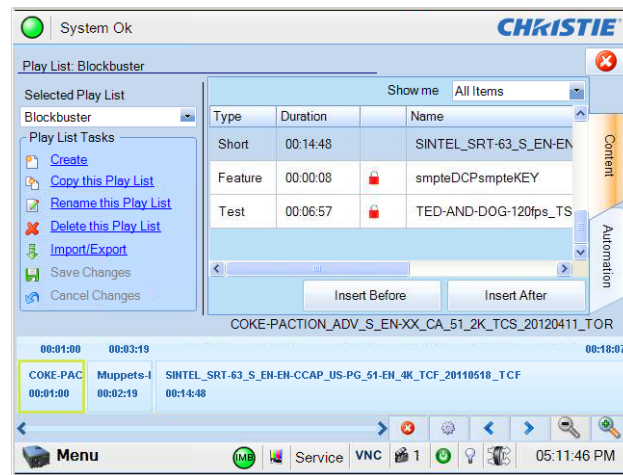 System Ok
CHRISTIE
Play List: Blockbuster
Selected Play List
Blockbuster
Play List Tasks
Create
Copy this Play List
Rename this Play List
Delete this Play List
Import/Export
Save Changes
Cancel Changes
Show me All Items
Type Duration Name
Short 00:14:48 SINTEL_SRT-63_S_EN-EN
Feature 00:00:08 smpteDCPsmpteKEY
Test 00:06:57 TED-AND-DOG-120fps_TS
Insert Before Insert After
Content
Automation
COKE-PACTION_ADV_S_EN-XX_CA_51_2K_TCS_20120411_TOR
00:01:00 00:03:19 00:18:07
COKE-PAC Muppets-I SINTEL_SRT-63_S_EN-EN-CCAP_US-PG_51-EN_4K_TCF_20110518_TCF
00:01:00 00:02:19 00:14:48
Menu IMB Service VNC 1 05:11:46 PM